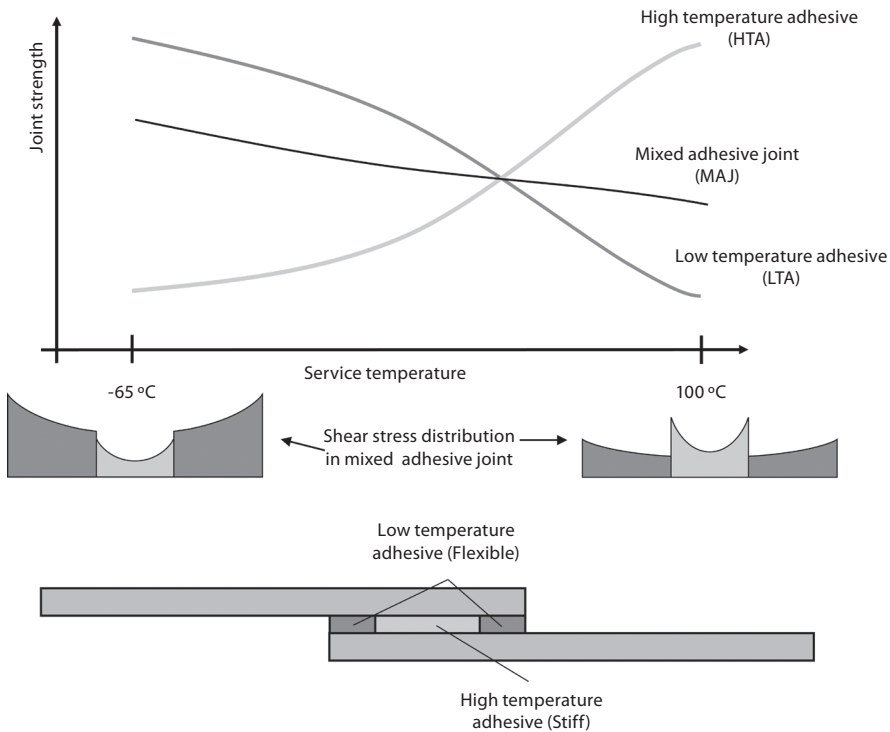 High temperature adhesive
(HTA)
Joint strength
Mixed adhesive joint
(MAJ)
Low temperature adhesive
(LTA)
Service temperature
-65 ºC
100 ºC
Shear stress distribution
in mixed adhesive joint
Low temperature
adhesive (Flexible)
High temperature
adhesive (Stiff)